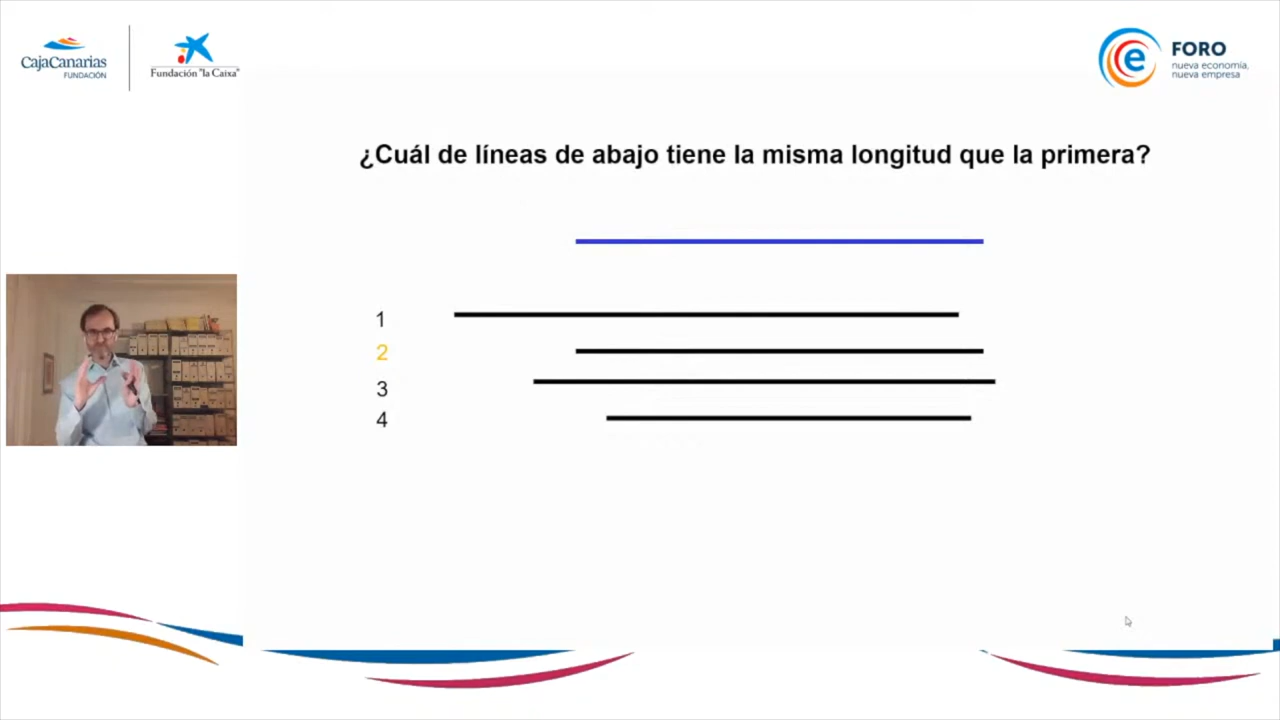 CajaCanarias
FUNDACIÓN
Fundación "la Caixa"
e
FORO
nueva economía,
nueva empresa
¿Cuál de líneas de abajo tiene la misma longitud que la primera?
1
2
3
4